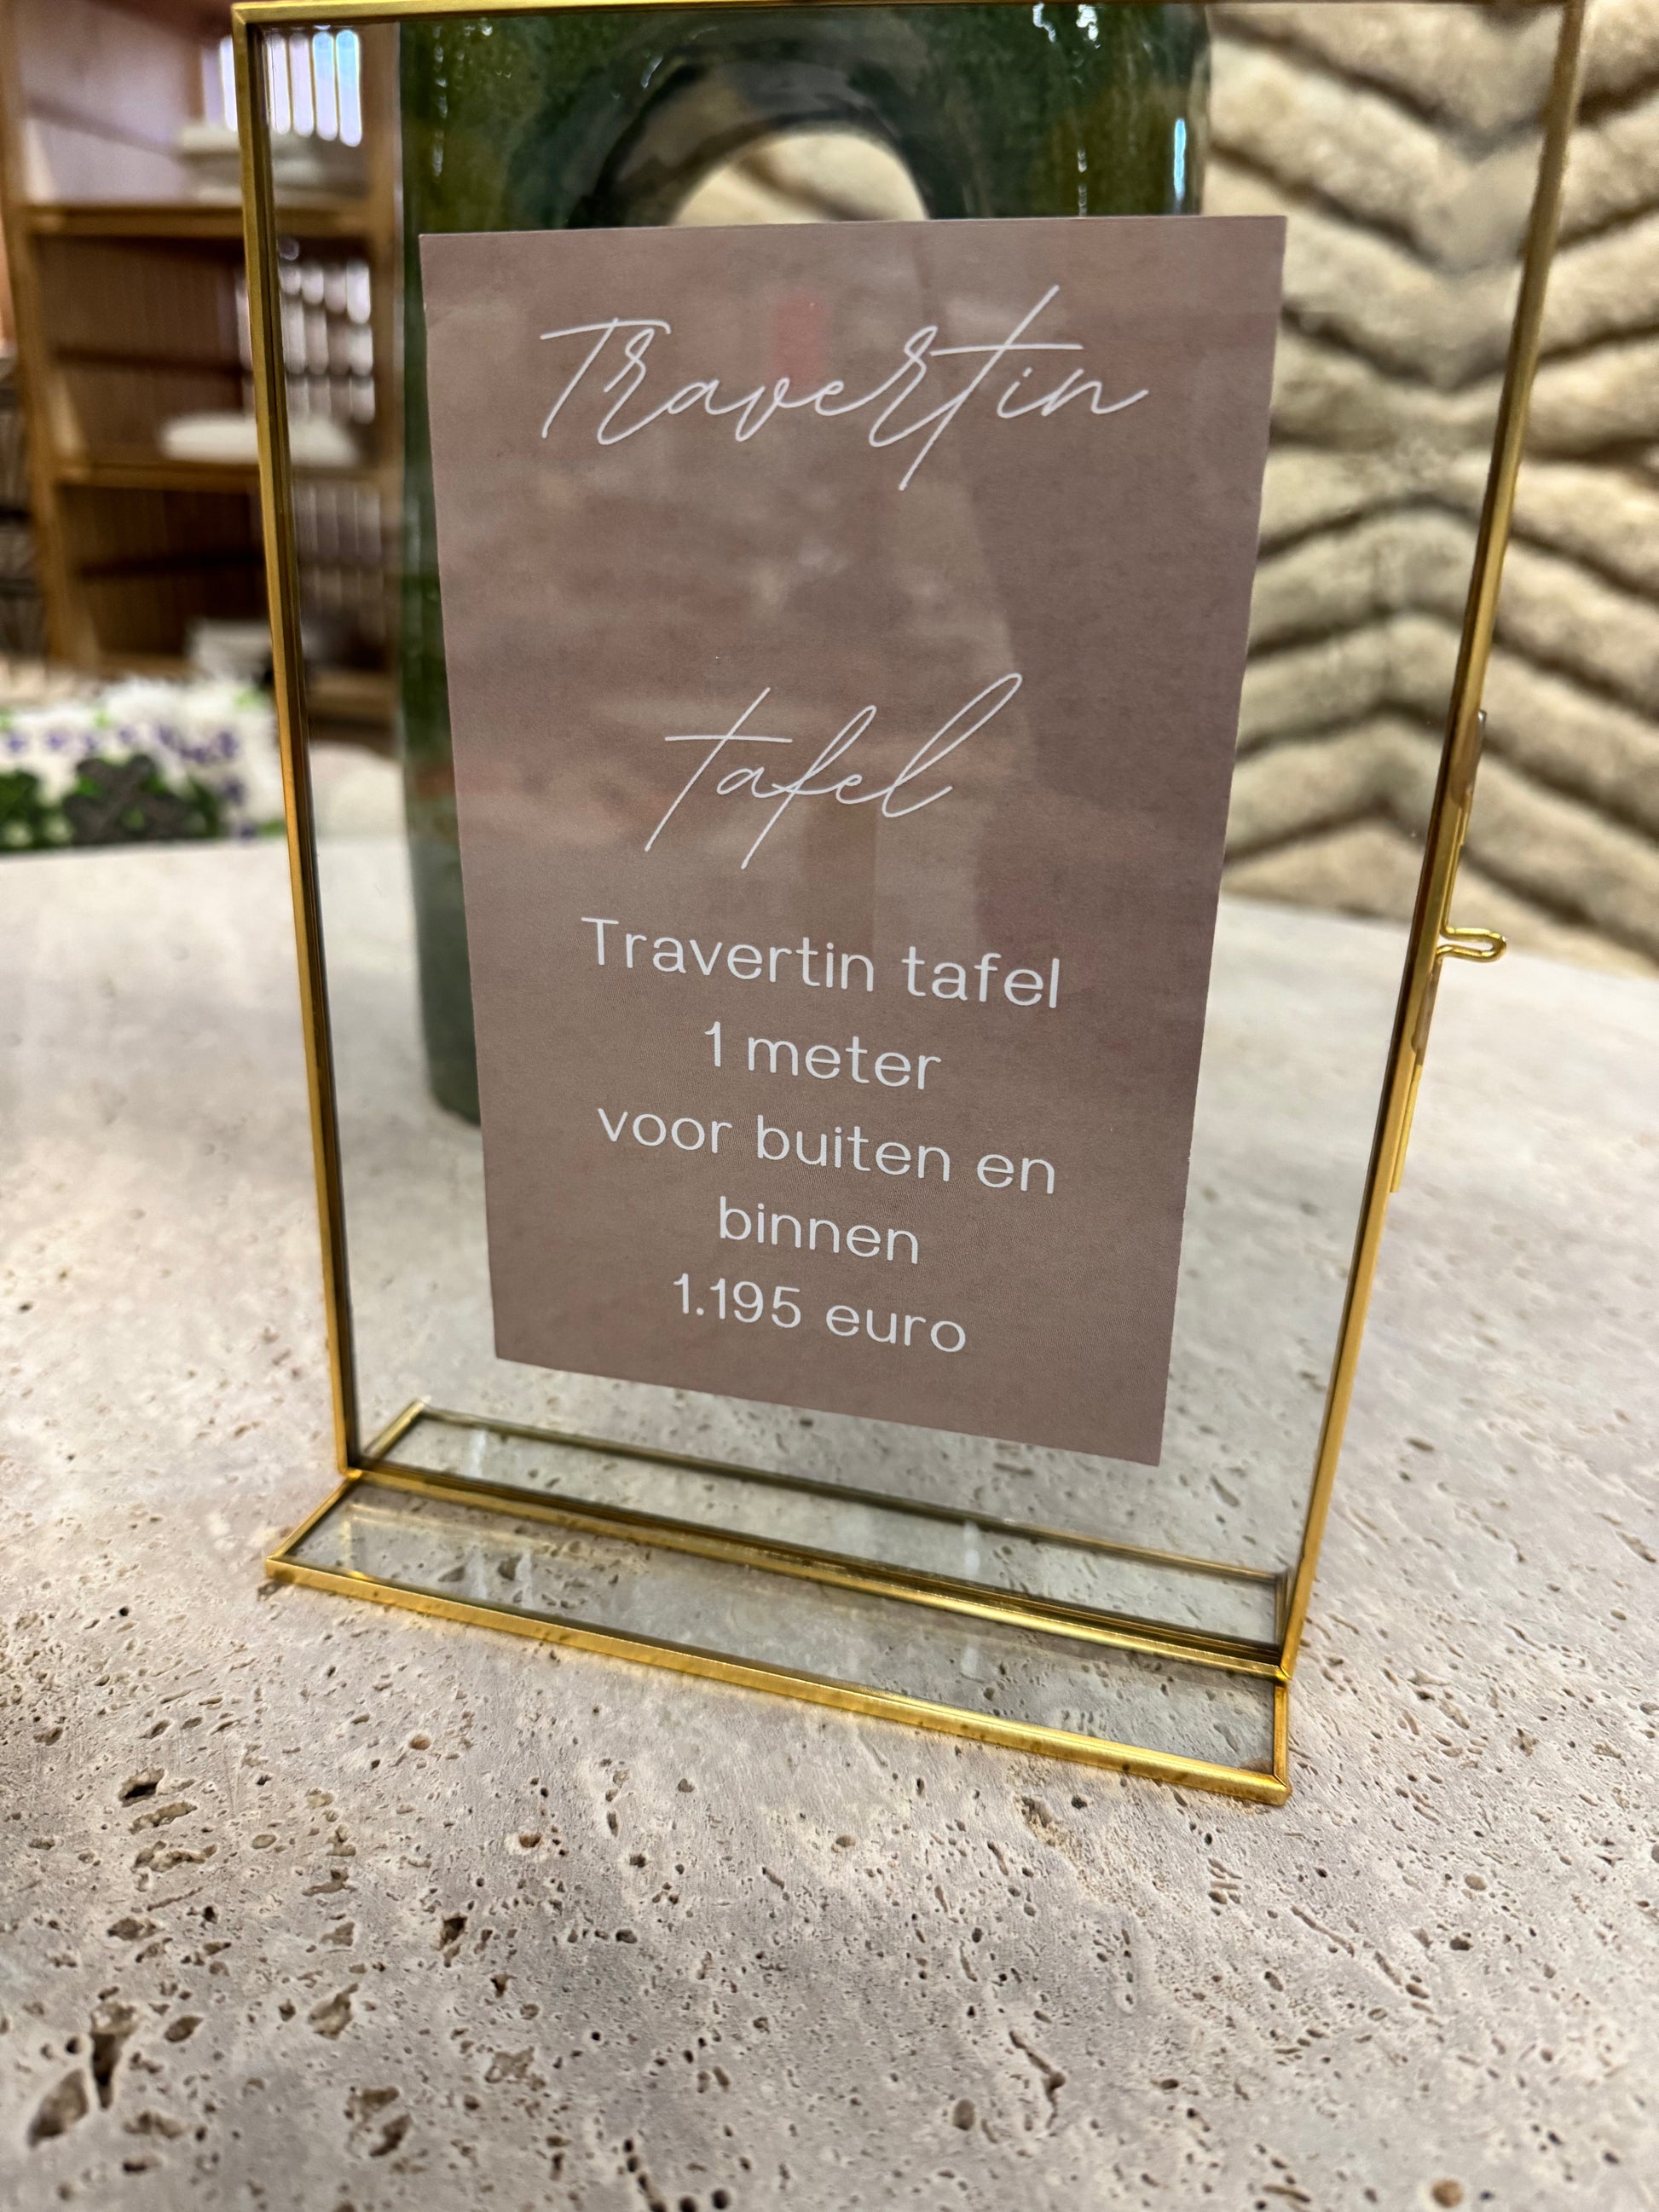 Travertin
tafel
Travertin tafel
1 meter
voor buiten en
binnen
1.195 euro